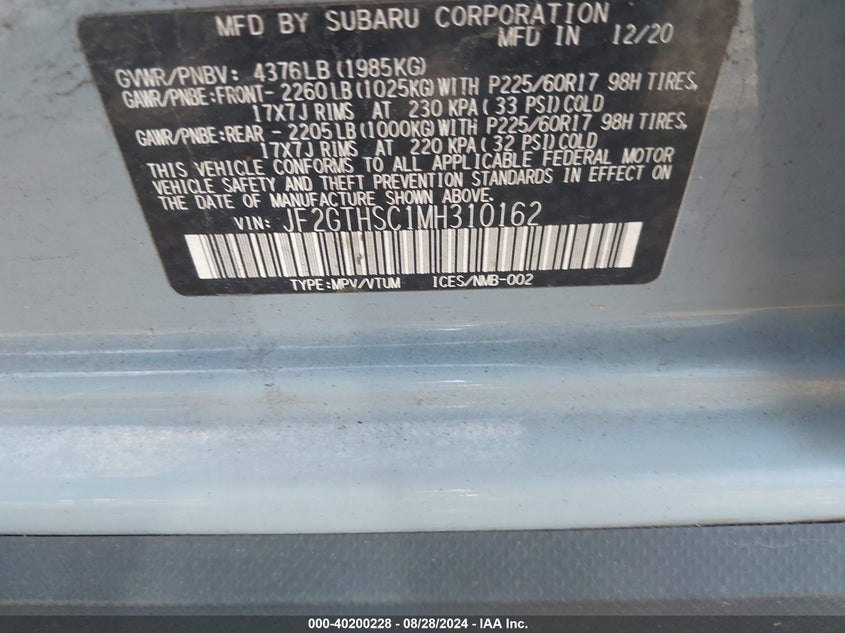 MFD BY SUBARU CORPORATION
MFD IN 12/20
GVWR/PNBV: 4376LB (1985KG)
GAWR/PNBE:FRONT- 2260LB (1025KG) WITH P225/60R17 98H TIRES,
17X7J RIMS AT 230 KPA ( 33 PSI) COLD
GAWR/PNBE:REAR - 2205LB (1000KG) WITH P225/60R17 98H TIRES,
17X7J RIMS AT 220 KPA ( 32 PSI) COLD
THIS VEHICLE CONFORMS TO ALL APPLICABLE FEDERAL MOTOR
VEHICLE SAFETY AND THEFT PREVENTION STANDARDS IN EFFECT ON
THE DATE OF MANUFACTURE SHOWN ABOVE.
VIN: JF2GTHSC1MH310162
TYPE:MPV/VTUM ICES/NMB-002
000-40200228 - 08/28/2024 - IAA Inc.